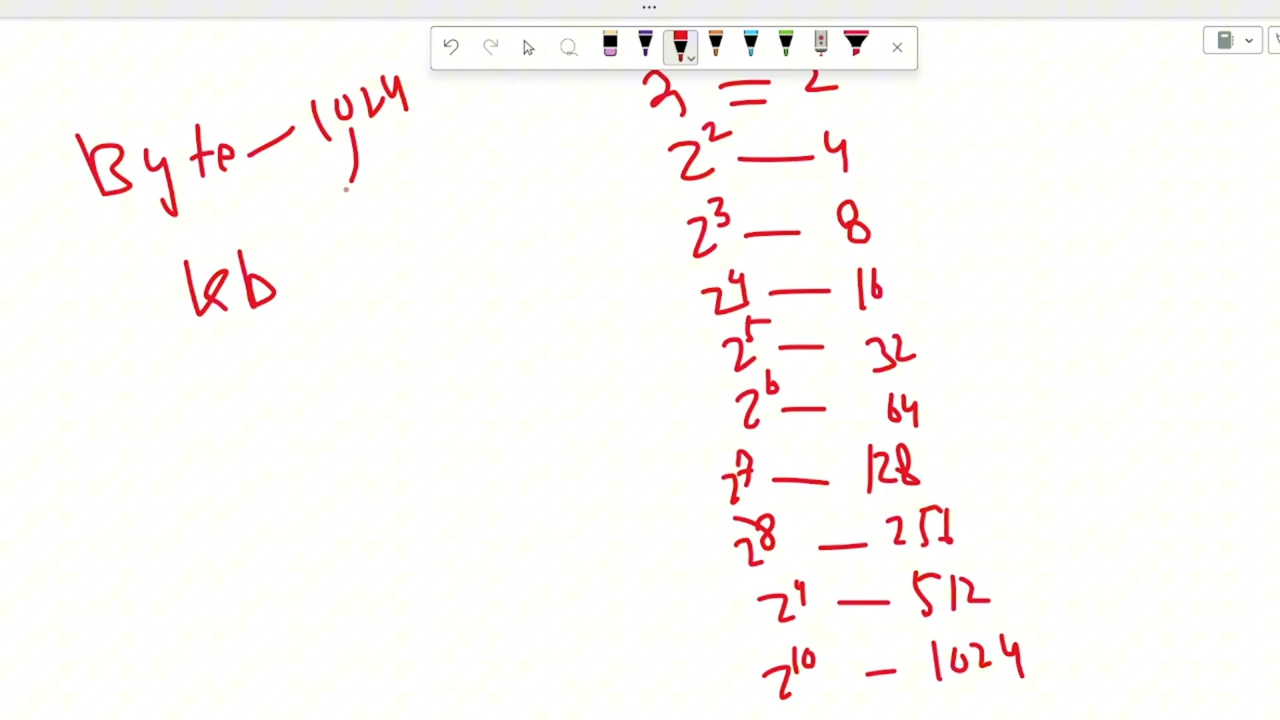 Byte - 1024
kb
2 = 2
2² - 4
2³ - 8
2⁴ - 16
2⁵ - 32
2⁶ - 64
2⁷ - 128
2⁸ - 256
2⁹ - 512
2¹⁰ - 1024